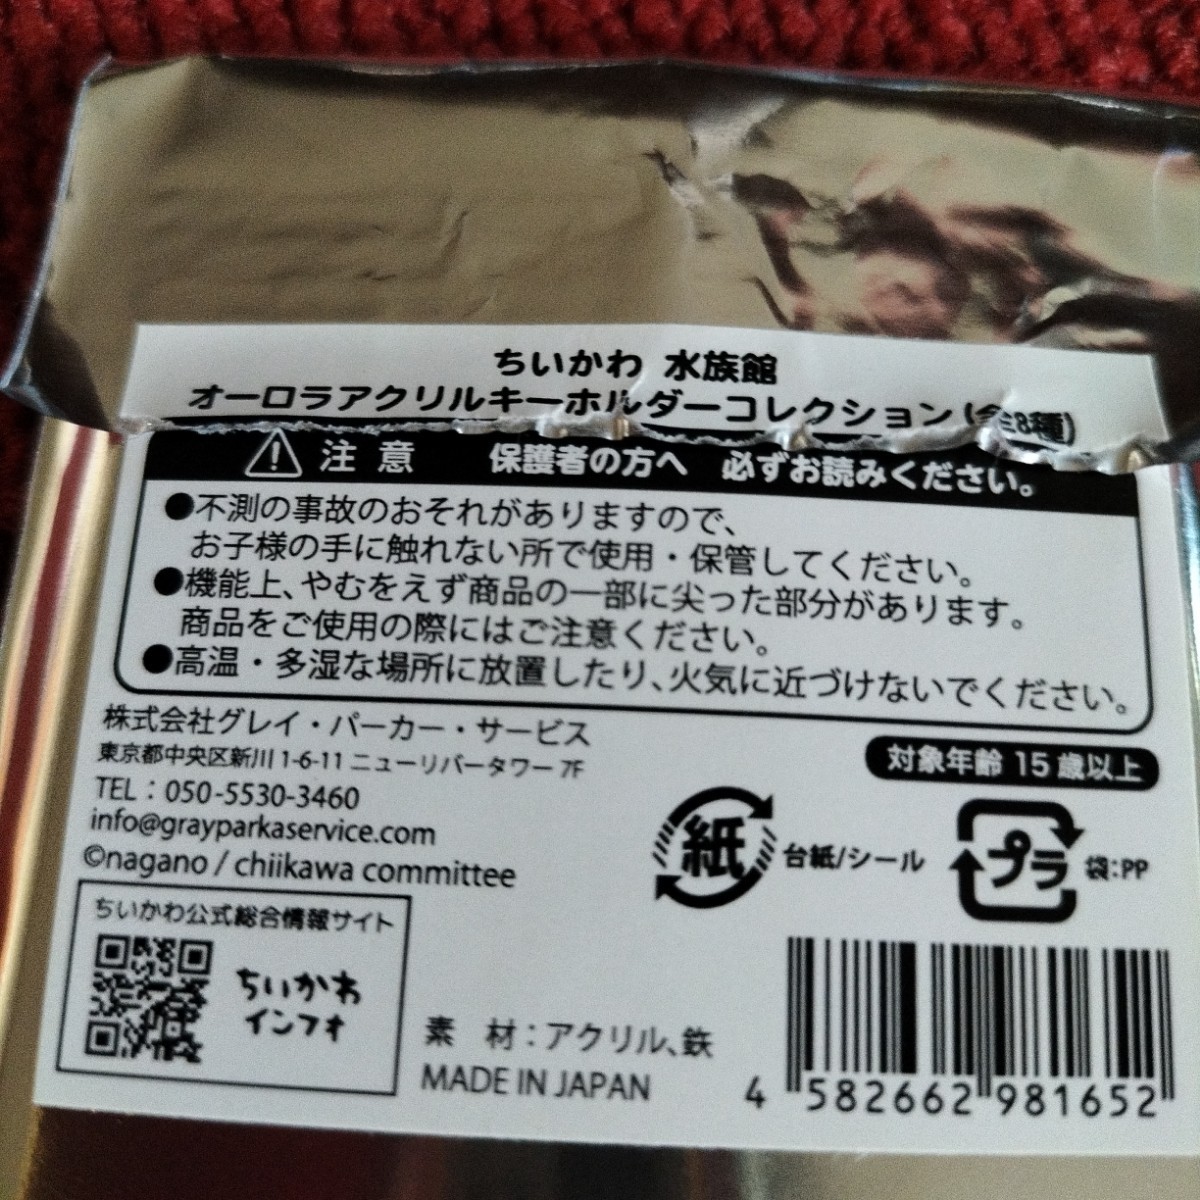 ちいかわ 水族館
オーロラアクリルキーホルダーコレクション(全8種)
注意 保護者の方へ 必ずお読みください。
●不測の事故のおそれがありますので、
お子様の手に触れない所で使用・保管してください。
●機能上、やむをえず商品の一部に尖った部分があります。
商品をご使用の際にはご注意ください。
●高温・多湿な場所に放置したり、火気に近づけないでください。
株式会社グレイ・パーカー・サービス
東京都中央区新川1-6-11 ニューリバータワー 7F
TEL：050-5530-3460
info@grayparkaservice.com
©nagano / chiikawa committee
対象年齢 15歳以上
紙 台紙/シール
プラ 袋:PP
ちいかわ公式総合情報サイト
ちいかわ
インフォ
素 材：アクリル、鉄
MADE IN JAPAN
4 582662 981652